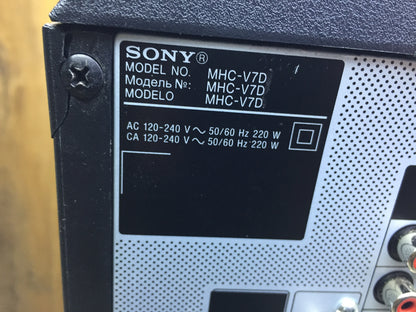 SONY®
MODEL NO. MHC-V7D
Модель №: MHC-V7D
MODELO MHC-V7D
AC 120-240 V ~ 50/60 Hz 220 W
CA 120-240 V ~ 50/60 Hz 220 W